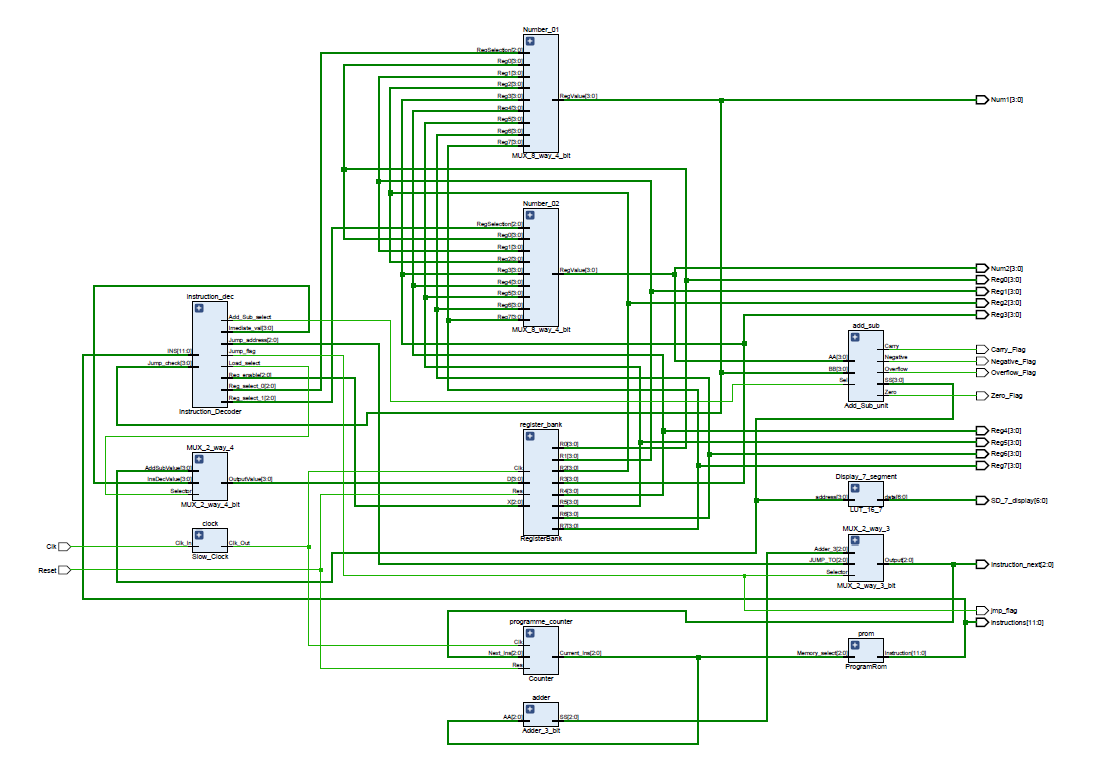 Number_01
RegSelection[2:0]
Reg0[3:0]
Reg1[3:0]
Reg2[3:0]
Reg3[3:0]
Reg4[3:0]
Reg5[3:0]
Reg6[3:0]
Reg7[3:0]
RegValue[3:0]
MUX_8_way_4_bit
Num1[3:0]
Number_02
RegSelection[2:0]
Reg0[3:0]
Reg1[3:0]
Reg2[3:0]
Reg3[3:0]
Reg4[3:0]
Reg5[3:0]
Reg6[3:0]
Reg7[3:0]
RegValue[3:0]
MUX_8_way_4_bit
Num2[3:0]
Reg0[3:0]
Reg1[3:0]
Reg2[3:0]
Reg3[3:0]
Instruction_dec
INS[11:0]
Jump_check[3:0]
Add_Sub_select
Imediate_val[3:0]
Jump_address[2:0]
Jump_flag
Load_select
Reg_enable[2:0]
Reg_select_0[2:0]
Reg_select_1[2:0]
Instruction_Decoder
add_sub
AA[3:0]
BB[3:0]
Sel
Carry
Negative
Overflow
SS[3:0]
Zero
Add_Sub_unit
Carry_Flag
Negative_Flag
Overflow_Flag
Zero_Flag
Reg4[3:0]
Reg5[3:0]
Reg6[3:0]
Reg7[3:0]
register_bank
Clk
D[3:0]
Res
X[2:0]
R0[3:0]
R1[3:0]
R2[3:0]
R3[3:0]
R4[3:0]
R5[3:0]
R6[3:0]
R7[3:0]
RegisterBank
MUX_2_way_4
AddSubValue[3:0]
InsDecValue[3:0]
Selector
OutputValue[3:0]
MUX_2_way_4_bit
Display_7_segment
address[3:0]
data[6:0]
LUT_16_7
SD_7_display[6:0]
clock
Clk_in
Clk_Out
Slow_Clock
Clk
Reset
MUX_2_way_3
Adder_3[2:0]
JUMP_TO[2:0]
Selector
Output[2:0]
MUX_2_way_3_bit
Instruction_next[2:0]
jmp_flag
Instructions[11:0]
programme_counter
Clk
Next_Ins[2:0]
Res
Current_Ins[2:0]
Counter
prom
Memory_select[2:0]
Instruction[11:0]
ProgramRom
adder
AA[2:0]
SS[2:0]
Adder_3_bit